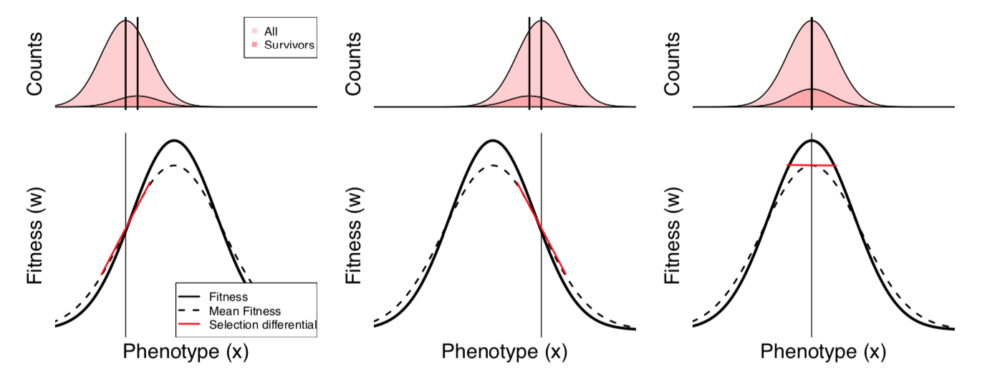 Counts
All
Survivors
Counts
Counts
Fitness (w)
Fitness
Mean Fitness
Selection differential
Phenotype (x)
Fitness (w)
Phenotype (x)
Fitness (w)
Phenotype (x)